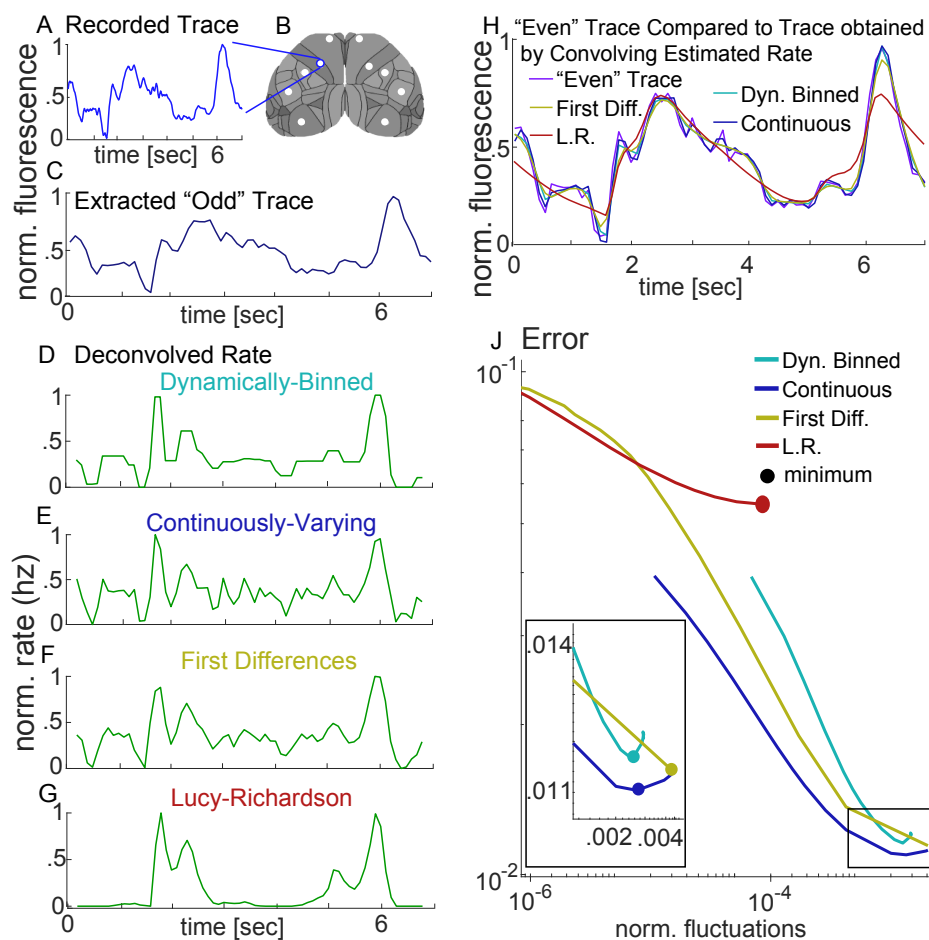 A Recorded Trace
B
norm. fluorescence
1
.5
0
time [sec] 6
C
Extracted “Odd” Trace
1
.5
0
0
6
time [sec]
D Deconvolved Rate
Dynamically-Binned
1
.5
0
E
Continuously-Varying
1
.5
0
norm. rate (hz)
F
First Differences
1
.5
0
G
Lucy-Richardson
1
.5
0
0
time [sec]
6
H “Even” Trace Compared to Trace obtained
by Convolving Estimated Rate
“Even” Trace
First Diff.
L.R.
Dyn. Binned
Continuous
1
.5
0
0 2 4 6
time [sec]
J Error
Dyn. Binned
Continuous
First Diff.
L.R.
minimum
10-1
10-2
.014
.011
.002 .004
10-6 10-4
norm. fluctuations